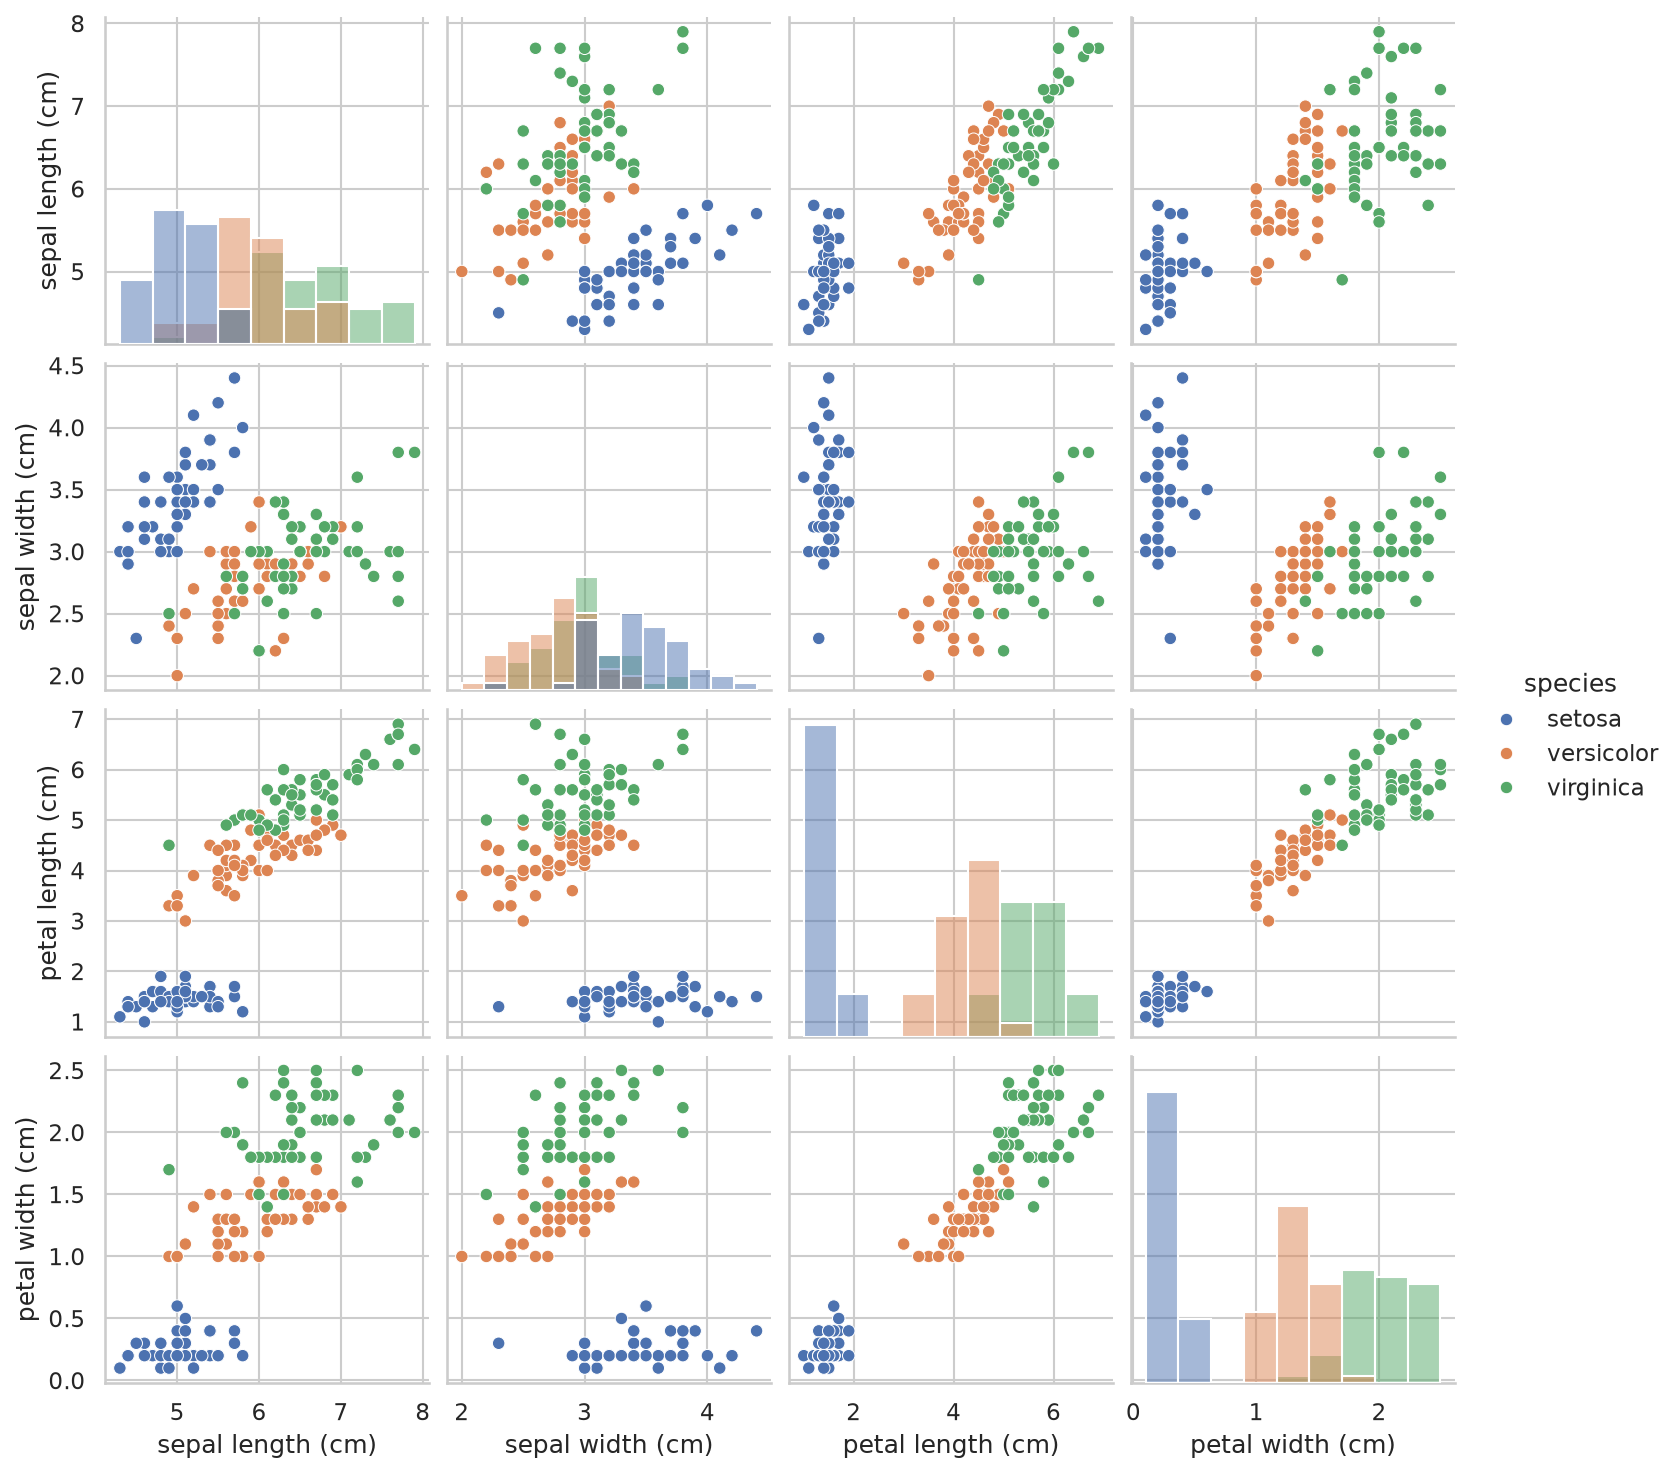 sepal length (cm)
8
7
6
5
sepal width (cm)
4.5
4.0
3.5
3.0
2.5
2.0
species
setosa
versicolor
virginica
petal length (cm)
7
6
5
4
3
2
1
petal width (cm)
2.5
2.0
1.5
1.0
0.5
0.0
5 6 7 8
2 3 4
2 4 6
0 1 2
sepal length (cm)
sepal width (cm)
petal length (cm)
petal width (cm)